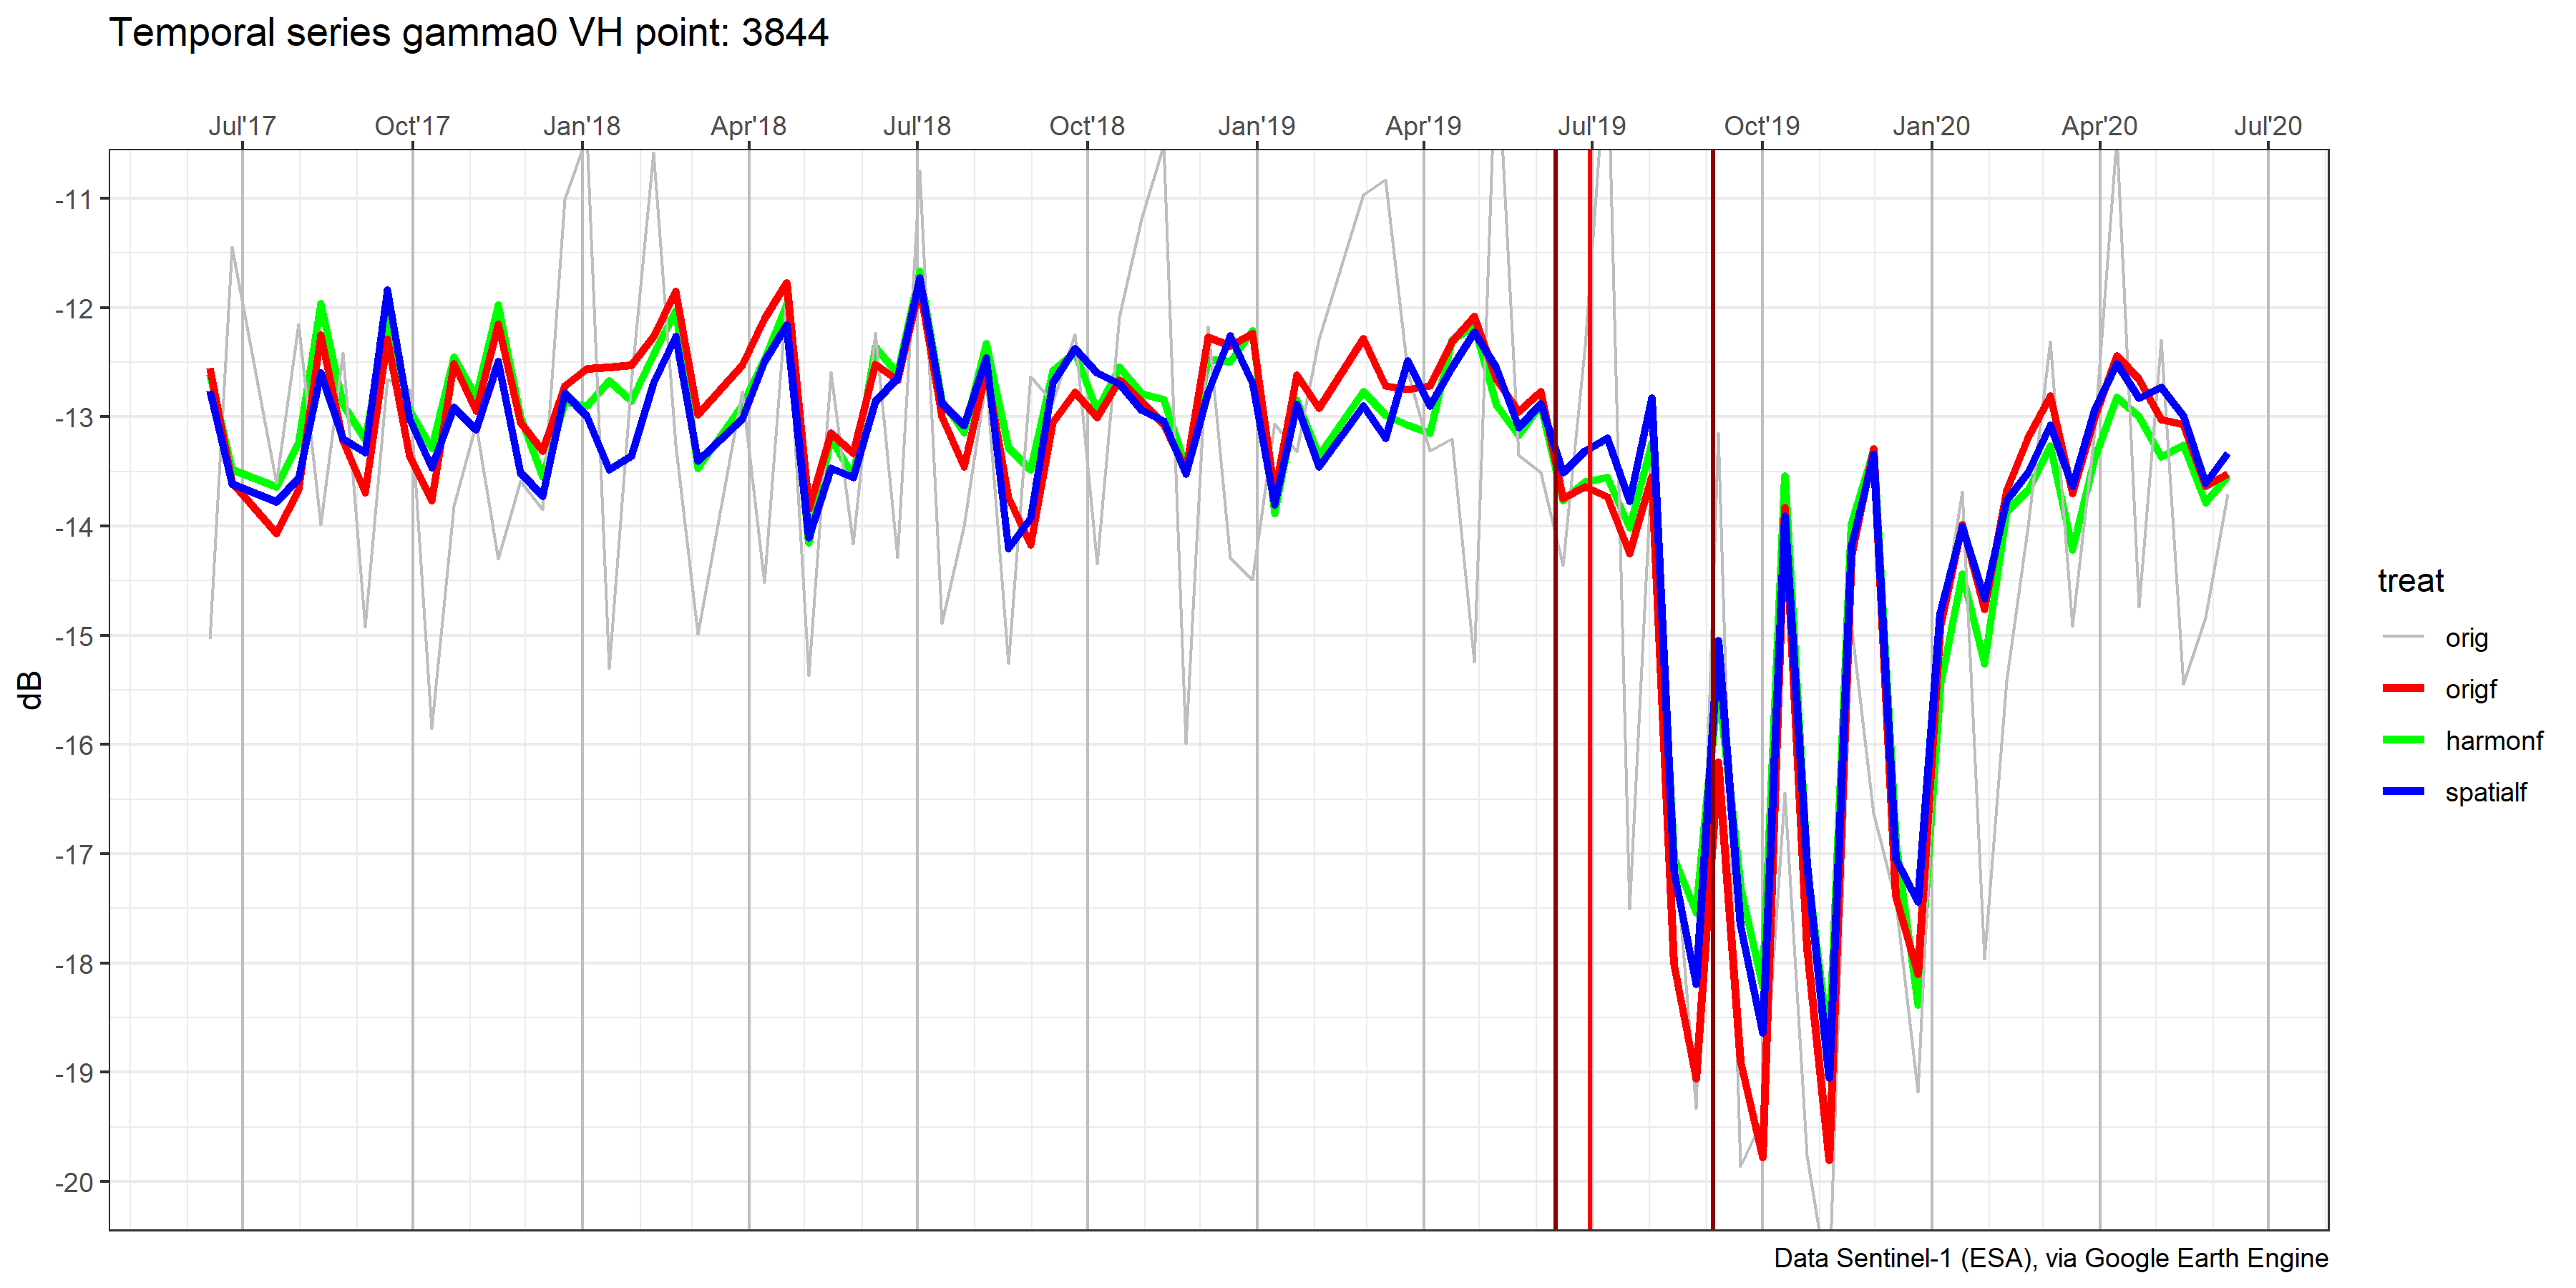 Temporal series gamma0 VH point: 3844
Jul'17 Oct'17 Jan'18 Apr'18 Jul'18 Oct'18 Jan'19 Apr'19 Jul'19 Oct'19 Jan'20 Apr'20 Jul'20
-11
-12
-13
-14
-15
-16
-17
-18
-19
-20
dB
treat
orig
origf
harmonf
spatialf
Data Sentinel-1 (ESA), via Google Earth Engine